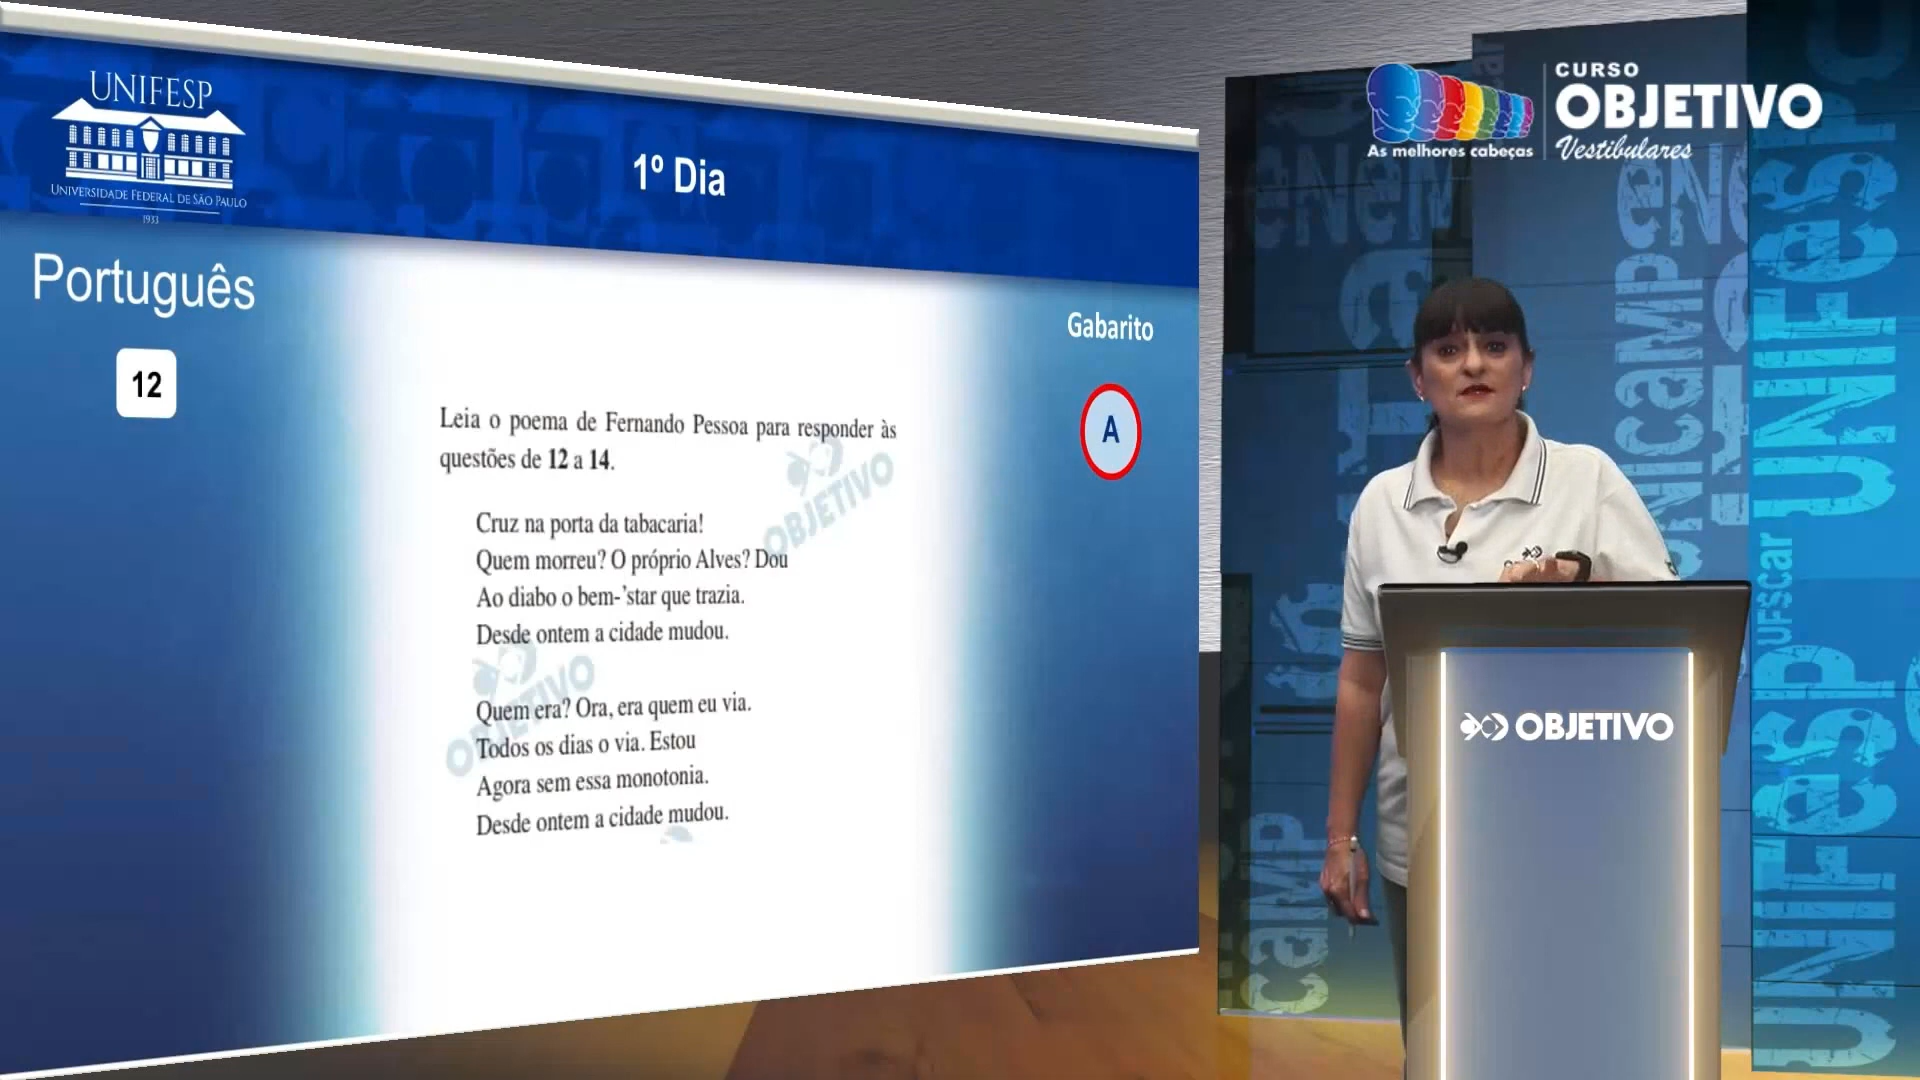 UNIFESP
UNIVERSIDADE FEDERAL DE SÃO PAULO
1933
1º Dia
Português
12
Gabarito
A
Leia o poema de Fernando Pessoa para responder às
questões de 12 a 14.
Cruz na porta da tabacaria!
Quem morreu? O próprio Alves? Dou
Ao diabo o bem-'star que trazia.
Desde ontem a cidade mudou.
Quem era? Ora, era quem eu via.
Todos os dias o via. Estou
Agora sem essa monotonia.
Desde ontem a cidade mudou.
OBJETIVO
OBJETIVO
CURSO
OBJETIVO
Vestibulares
As melhores cabeças
eNeM
UNICAMP
UNIFESP
UFSCar
UNIFESP
CAMP
OBJETIVO